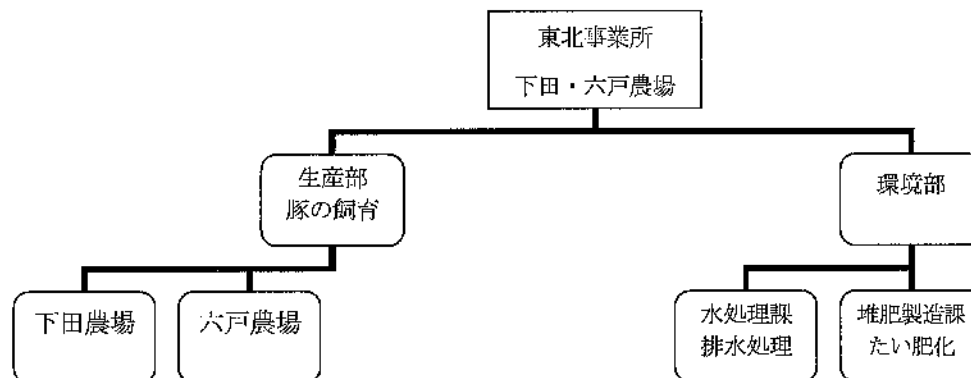 東北事業所
下田・六戸農場
生産部
豚の飼育
環境部
下田農場
六戸農場
水処理課
排水処理
堆肥製造課
たい肥化